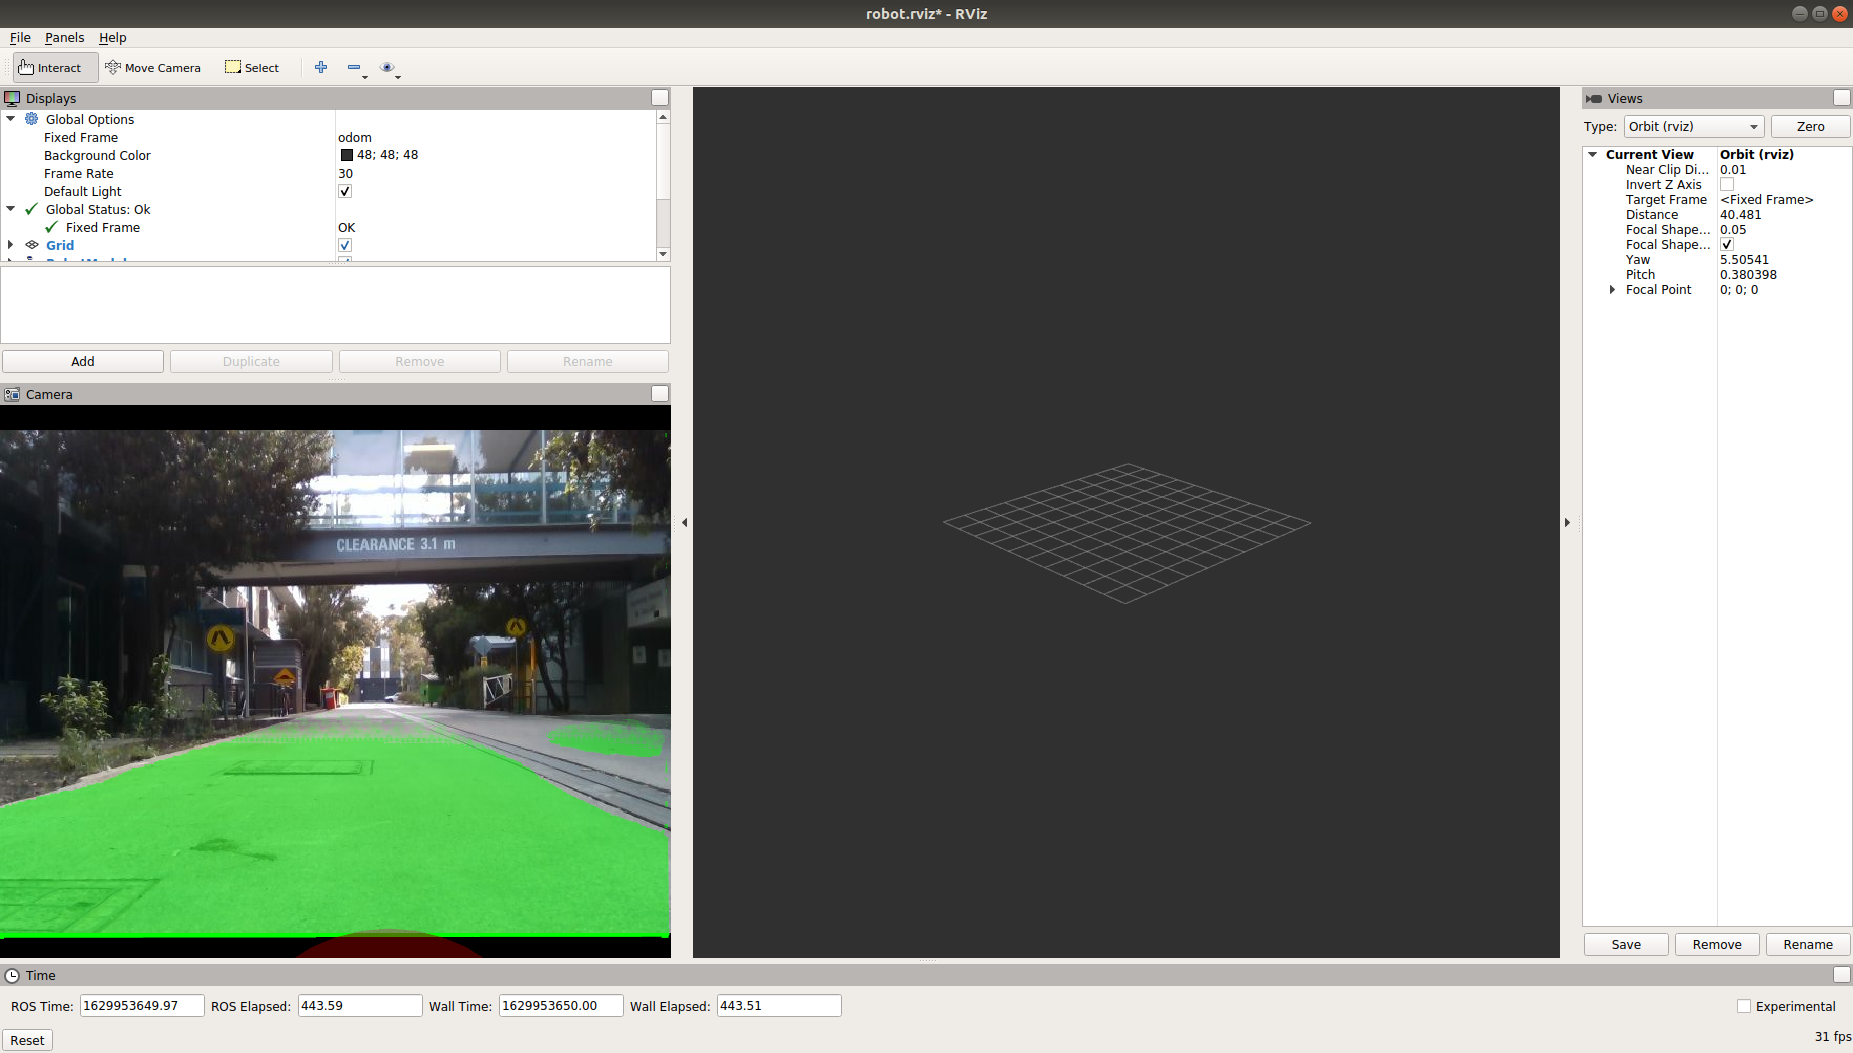 robot.rviz* - RViz
File Panels Help
Interact Move Camera Select
Displays
Global Options
Fixed Frame odom
Background Color 48; 48; 48
Frame Rate 30
Default Light
Global Status: Ok
Fixed Frame OK
Grid
Add Duplicate Remove Rename
Camera
CLEARANCE 3.1 m
Views
Type: Orbit (rviz) Zero
Current View Orbit (rviz)
Near Clip Di... 0.01
Invert Z Axis
Target Frame <Fixed Frame>
Distance 40.481
Focal Shape... 0.05
Focal Shape...
Yaw 5.50541
Pitch 0.380398
Focal Point 0; 0; 0
Save Remove Rename
Time
ROS Time: 1629953649.97 ROS Elapsed: 443.59 Wall Time: 1629953650.00 Wall Elapsed: 443.51 Experimental
Reset 31 fps